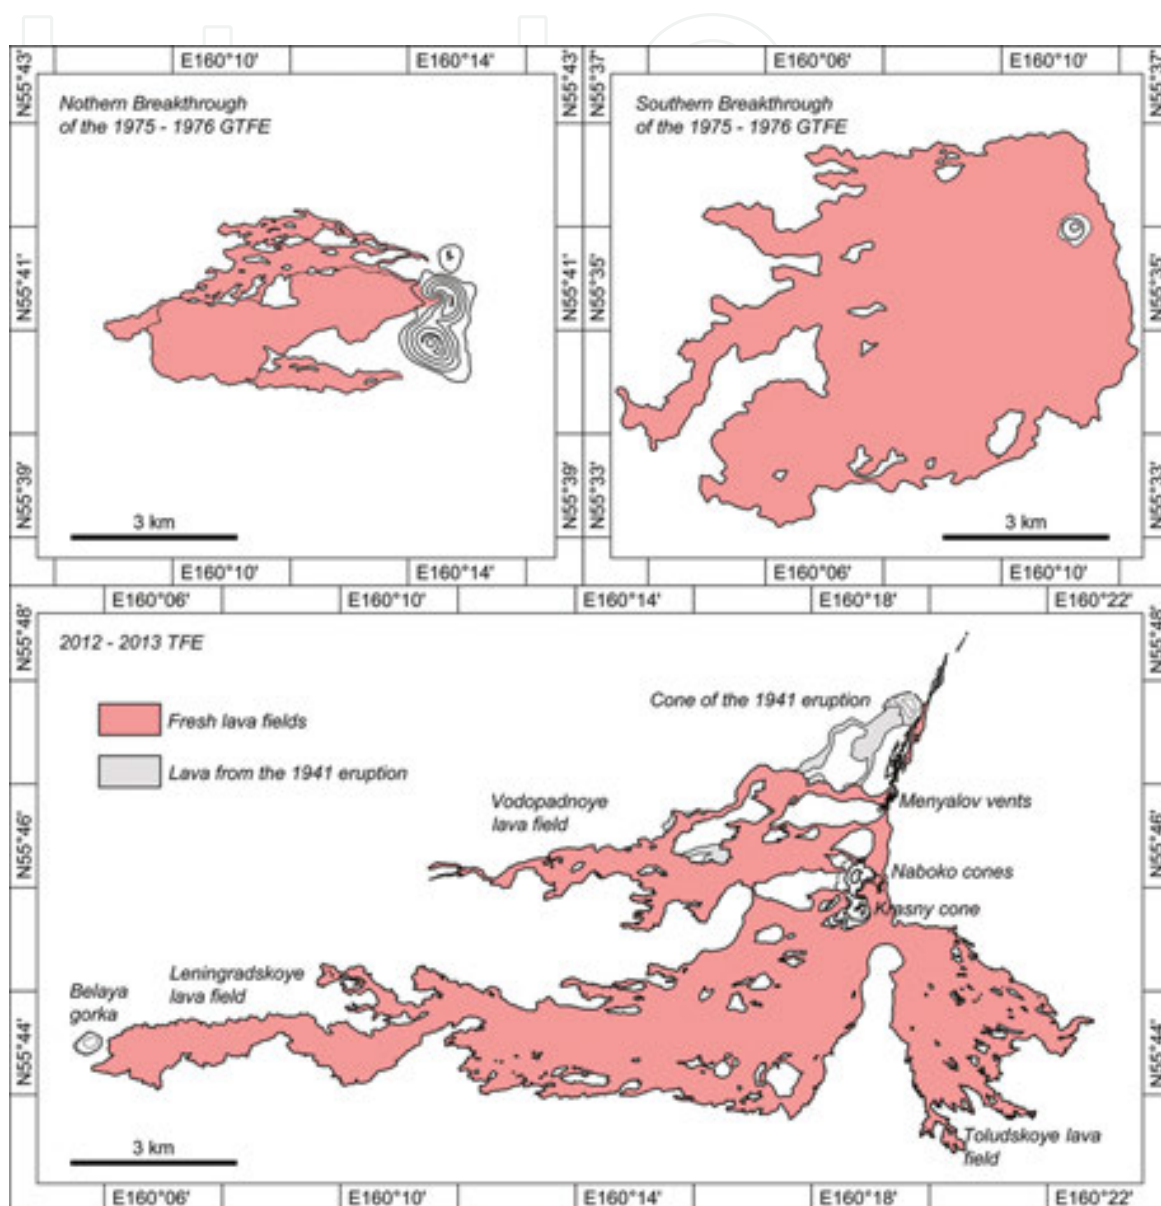 E160°10' E160°14' E160°06' E160°10'
N55°43' N55°43' N55°37' N55°37'
Nothern Breakthrough
of the 1975 - 1976 GTFE
Southern Breakthrough
of the 1975 - 1976 GTFE
N55°41' N55°41' N55°35' N55°35'
N55°39' N55°39' N55°33' N55°33'
3 km
3 km
E160°10' E160°14' E160°06' E160°10'
E160°06' E160°10' E160°14' E160°18' E160°22'
N55°48' N55°48'
2012 - 2013 TFE
Cone of the 1941 eruption
Fresh lava fields
Lava from the 1941 eruption
Vodopadnoye
lava field
Menyalov vents
N55°46' N55°46'
Naboko cones
Krasny cone
Leningradskoye
lava field
Belaya
gorka
N55°44' N55°44'
Toludskoye lava
field
3 km
E160°06' E160°10' E160°14' E160°18' E160°22'